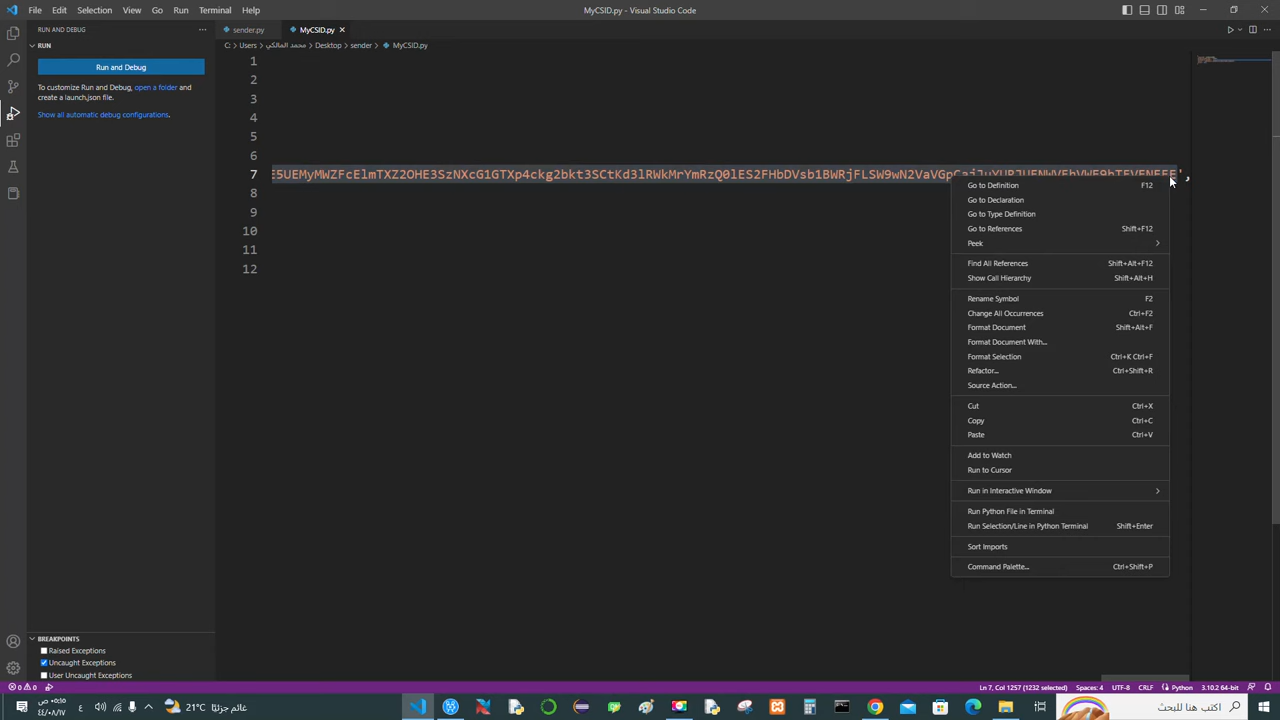 File Edit Selection View Go Run Terminal Help
MyCSID.py - Visual Studio Code
RUN AND DEBUG ...
sender.py
MyCSID.py
RUN
C: > Users > محمد المالكي > Desktop > sender > MyCSID.py
Run and Debug
To customize Run and Debug, open a folder and
create a launch.json file.
Show all automatic debug configurations.
1
2
3
4
5
6
7 E5UEMyMWZFcElmTXZ2OHE3SzNXcG1GTXp4ckg2bkt3SCtKd3lRWkMrYmRzQ0lES2FHbDVsb1BWRjFLSW9wN2VaVGp
8
9
10
11
12
Go to Definition F12
Go to Declaration
Go to Type Definition
Go to References Shift+F12
Peek
Find All References Shift+Alt+F12
Show Call Hierarchy Shift+Alt+H
Rename Symbol F2
Change All Occurrences Ctrl+F2
Format Document Shift+Alt+F
Format Document With...
Format Selection Ctrl+K Ctrl+F
Refactor... Ctrl+Shift+R
Source Action...
Cut Ctrl+X
Copy Ctrl+C
Paste Ctrl+V
Add to Watch
Run to Cursor
Run in Interactive Window
Run Python File in Terminal
Run Selection/Line in Python Terminal Shift+Enter
Sort Imports
Command Palette... Ctrl+Shift+P
BREAKPOINTS
Raised Exceptions
Uncaught Exceptions
User Uncaught Exceptions
0 0
Ln 7, Col 1257 (1232 selected) Spaces: 4 UTF-8 CRLF Python 3.10.2 64-bit
٠٥:١٥ ص
٤٤/٠٨/١٧
21°C غائم جزئيًا
اكتب هنا للبحث